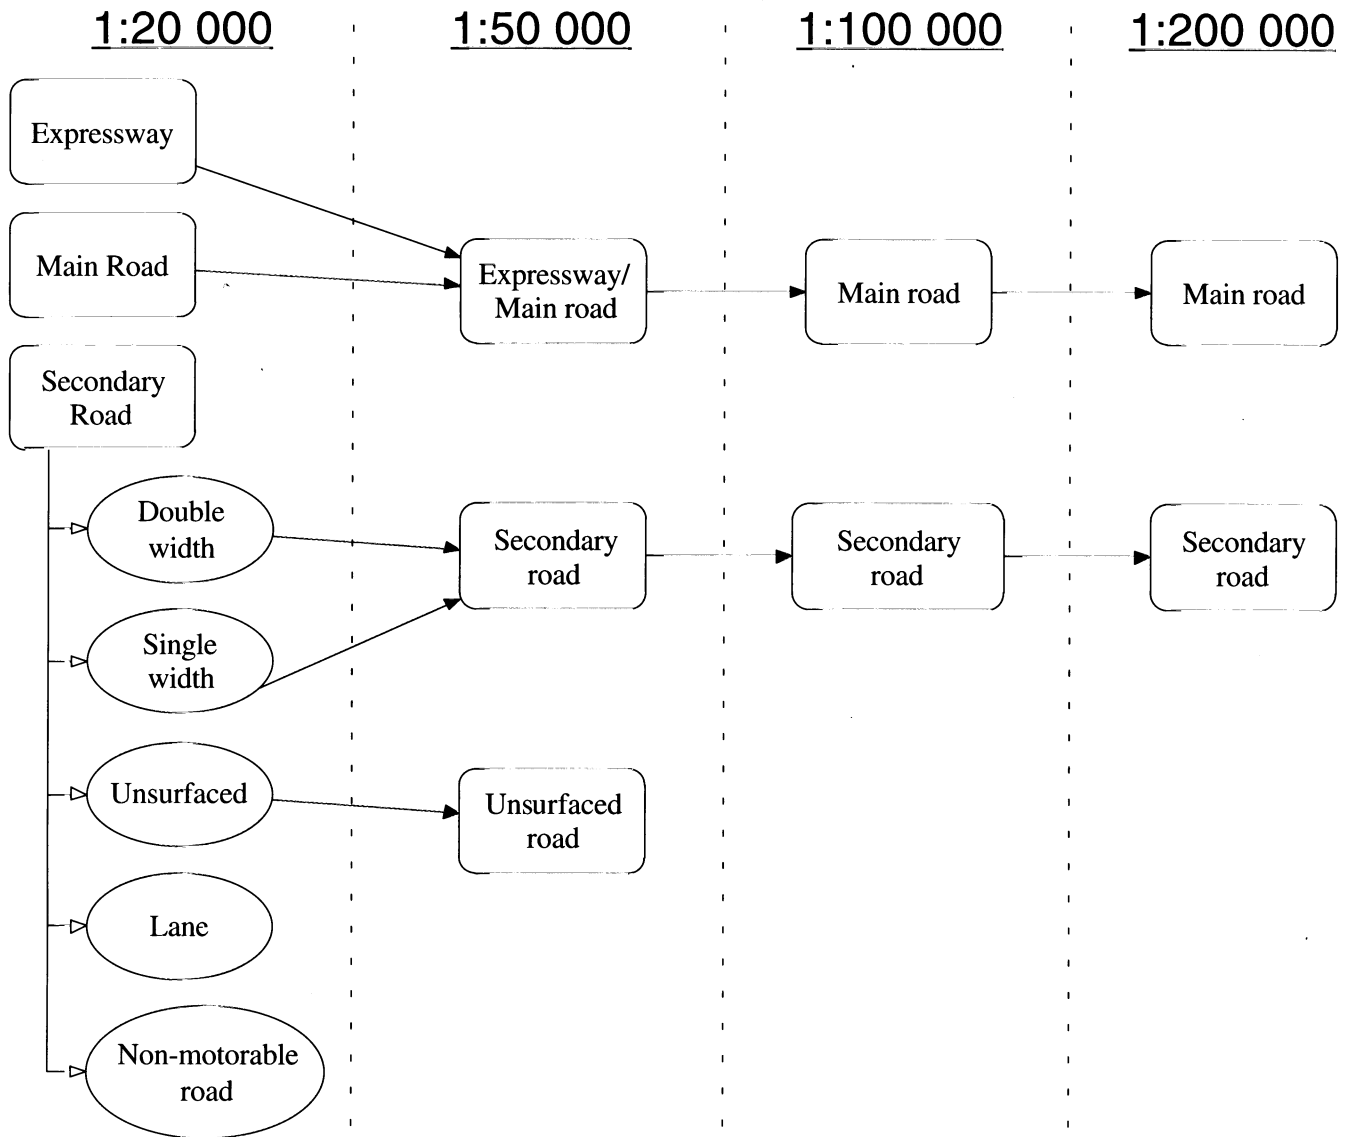 1:20 000
1:50 000
1:100 000
1:200 000
Expressway
Main Road
Expressway/
Main road
Main road
Main road
Secondary
Road
Double
width
Secondary
road
Secondary
road
Secondary
road
Single
width
Unsurfaced
Unsurfaced
road
Lane
Non-motorable
road